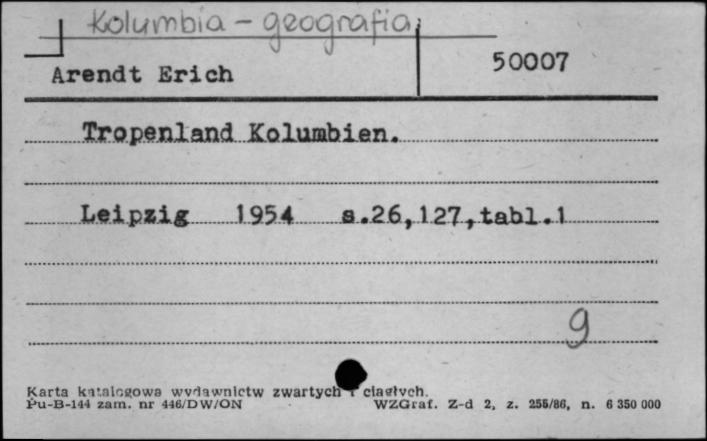 Kolumbia - geografia
Arendt Erich
50007
Tropenland Kolumbien.
Leipzig 1954 s.26,127,tabl.1
g
Karta katalogowa wydawnictw zwartych i ciągłych.
Pu-B-144 zam. nr 446/DW/ON WZGraf. Z-d 2, z. 255/86, n. 6 350 000